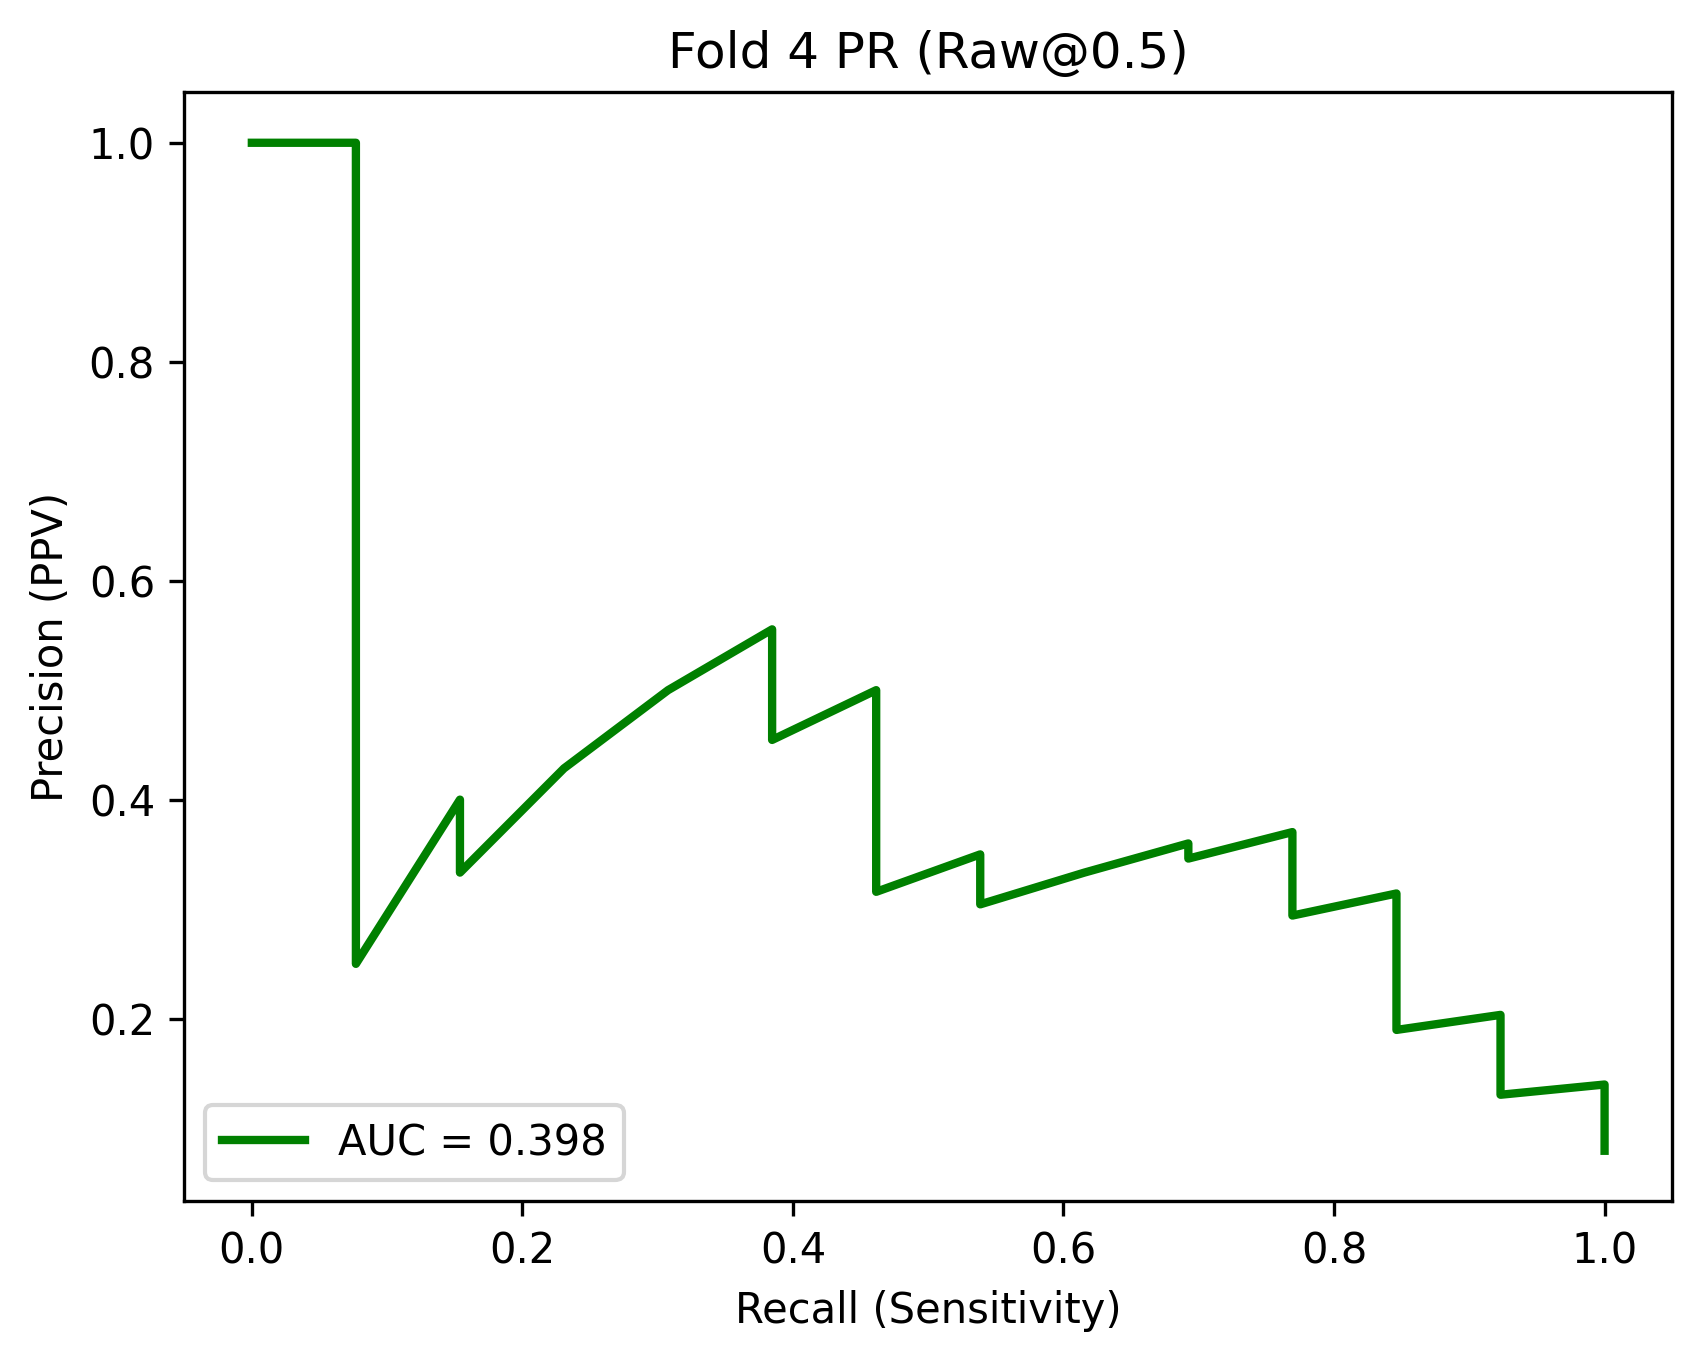 Fold 4 PR (Raw@0.5)
Precision (PPV)
1.0
0.8
0.6
0.4
0.2
AUC = 0.398
0.0 0.2 0.4 0.6 0.8 1.0
Recall (Sensitivity)